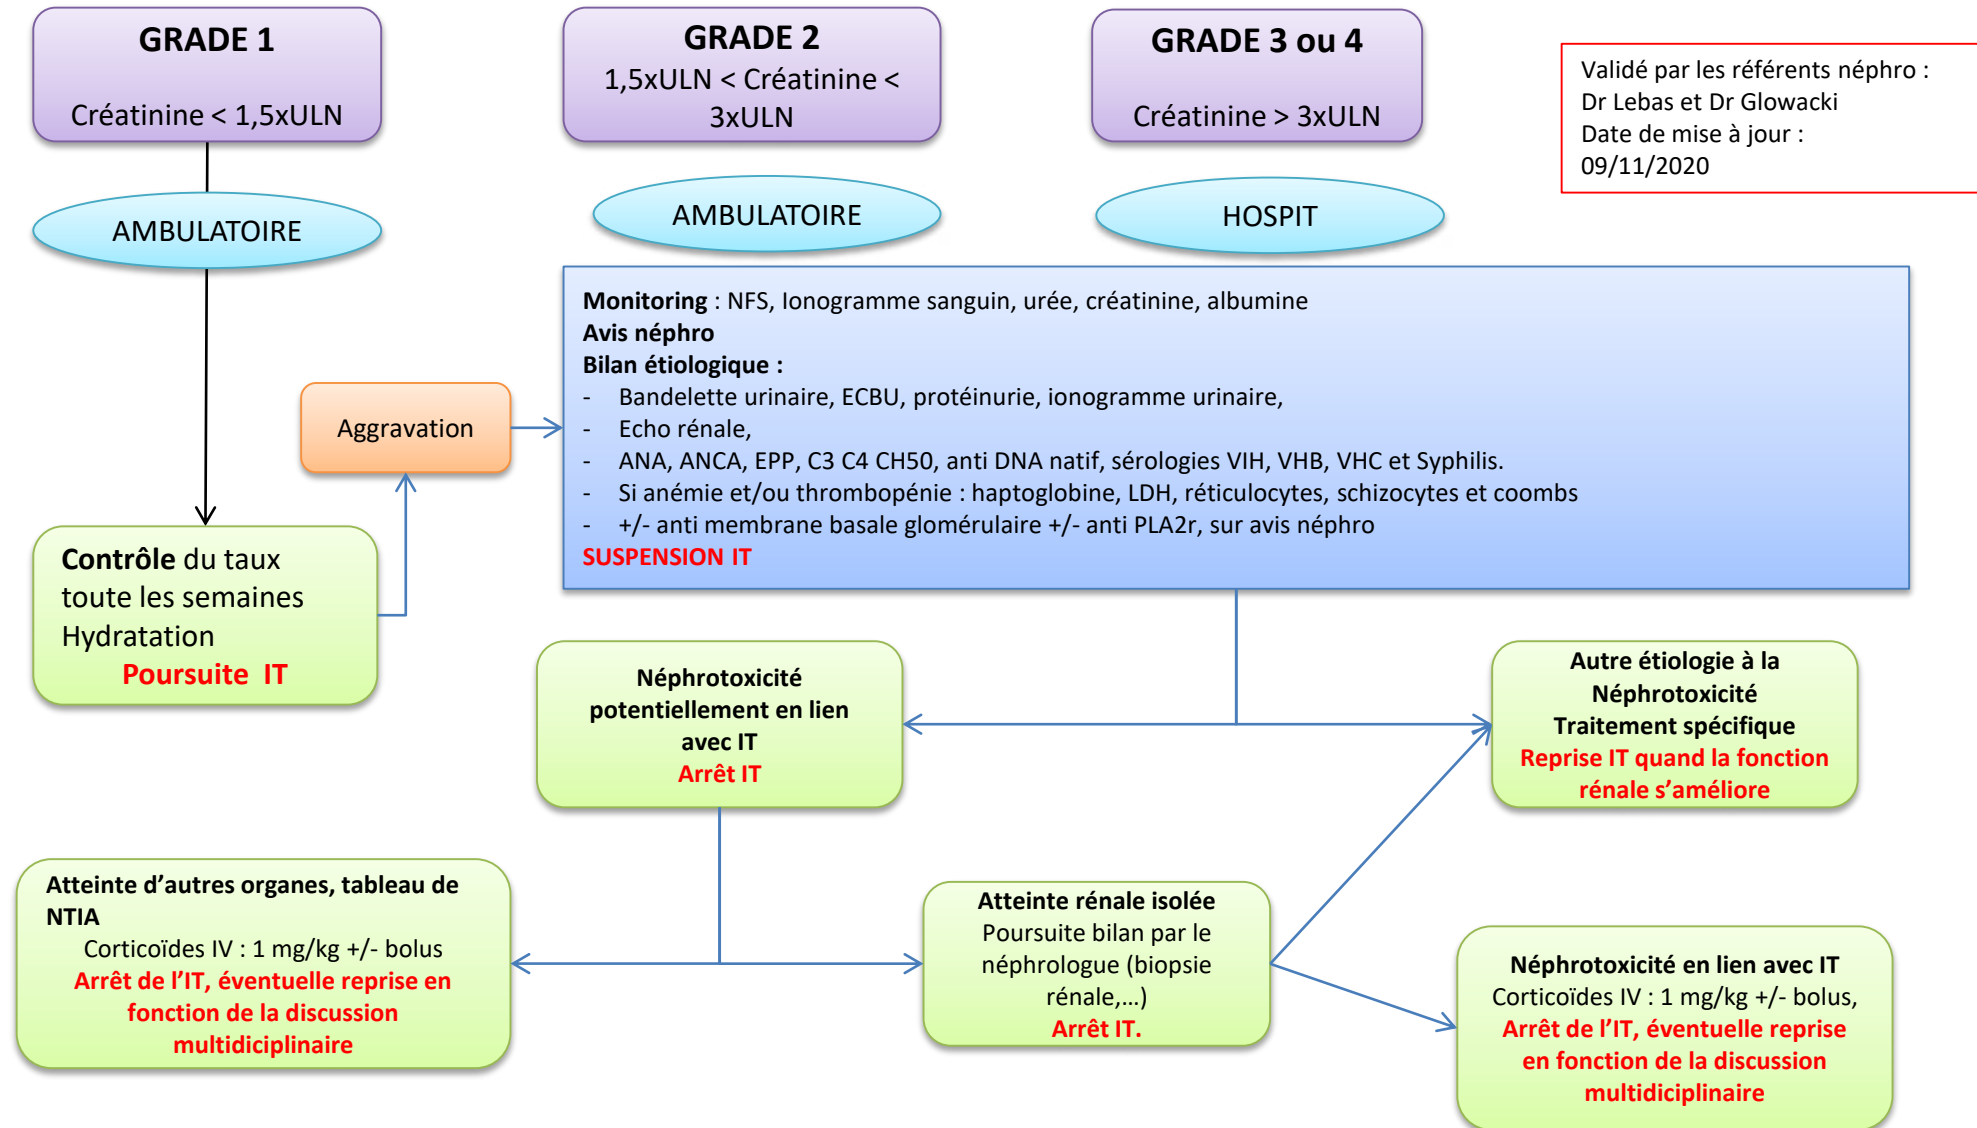 GRADE 1
Créatinine < 1,5xULN
GRADE 2
1,5xULN < Créatinine <
3xULN
GRADE 3 ou 4
Créatinine > 3xULN
Validé par les référents néphro :
Dr Lebas et Dr Glowacki
Date de mise à jour :
09/11/2020
AMBULATOIRE
AMBULATOIRE
HOSPIT
Monitoring : NFS, Ionogramme sanguin, urée, créatinine, albumine
Avis néphro
Bilan étiologique :
- Bandelette urinaire, ECBU, protéinurie, ionogramme urinaire,
- Echo rénale,
- ANA, ANCA, EPP, C3 C4 CH50, anti DNA natif, sérologies VIH, VHB, VHC et Syphilis.
- Si anémie et/ou thrombopénie : haptoglobine, LDH, réticulocytes, schizocytes et coombs
- +/- anti membrane basale glomérulaire +/- anti PLA2r, sur avis néphro
SUSPENSION IT
Aggravation
Contrôle du taux
toute les semaines
Hydratation
Poursuite IT
Néphrotoxicité
potentiellement en lien
avec IT
Arrêt IT
Autre étiologie à la
Néphrotoxicité
Traitement spécifique
Reprise IT quand la fonction
rénale s'améliore
Atteinte d'autres organes, tableau de
NTIA
Corticoïdes IV : 1 mg/kg +/- bolus
Arrêt de l'IT, éventuelle reprise en
fonction de la discussion
multidiciplinaire
Atteinte rénale isolée
Poursuite bilan par le
néphrologue (biopsie
rénale,...)
Arrêt IT.
Néphrotoxicité en lien avec IT
Corticoïdes IV : 1 mg/kg +/- bolus,
Arrêt de l'IT, éventuelle reprise
en fonction de la discussion
multidiciplinaire